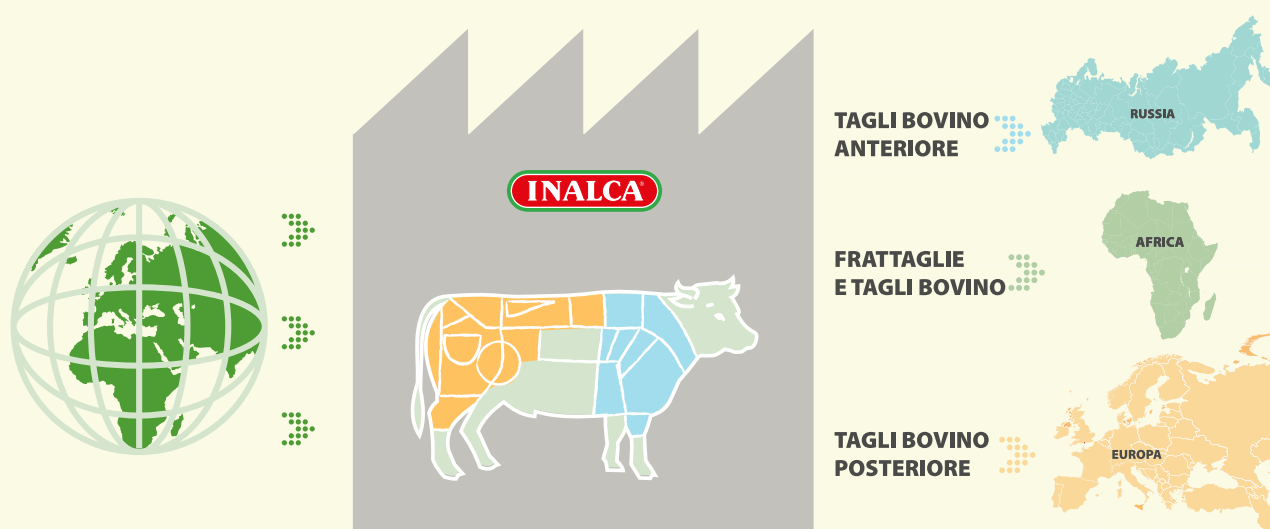 INALCA
TAGLI BOVINO
ANTERIORE
RUSSIA
FRATTAGLIE
E TAGLI BOVINO
AFRICA
TAGLI BOVINO
POSTERIORE
EUROPA